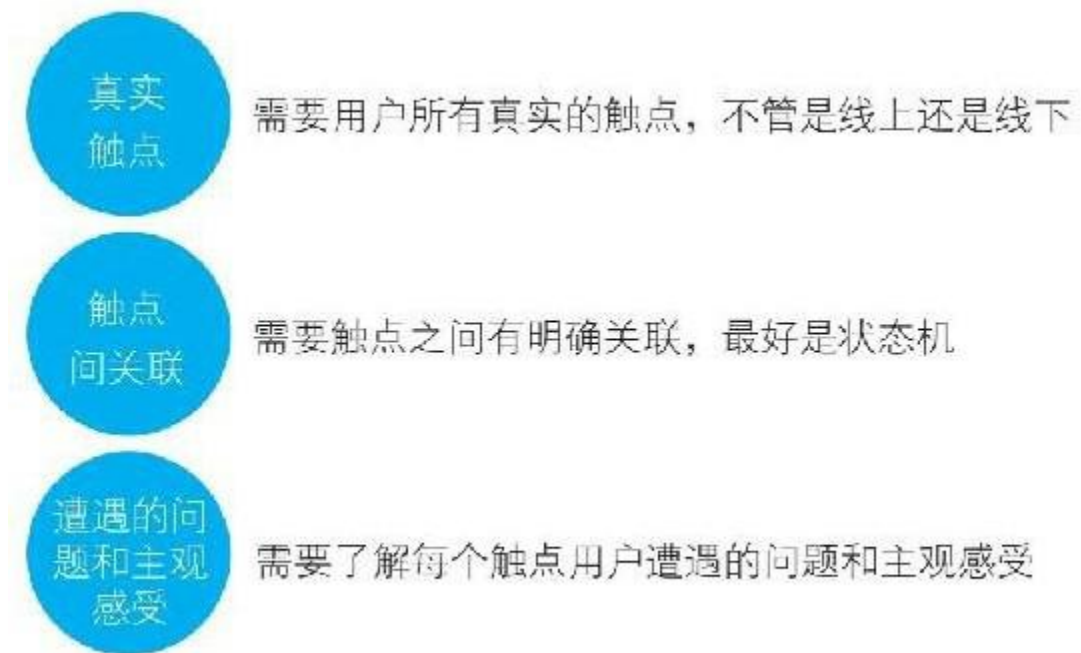 真实
触点
需要用户所有真实的触点，不管是线上还是线下
触点
间关联
需要触点之间有明确关联，最好是状态机
遭遇的问
题和主观
感受
需要了解每个触点用户遭遇的问题和主观感受